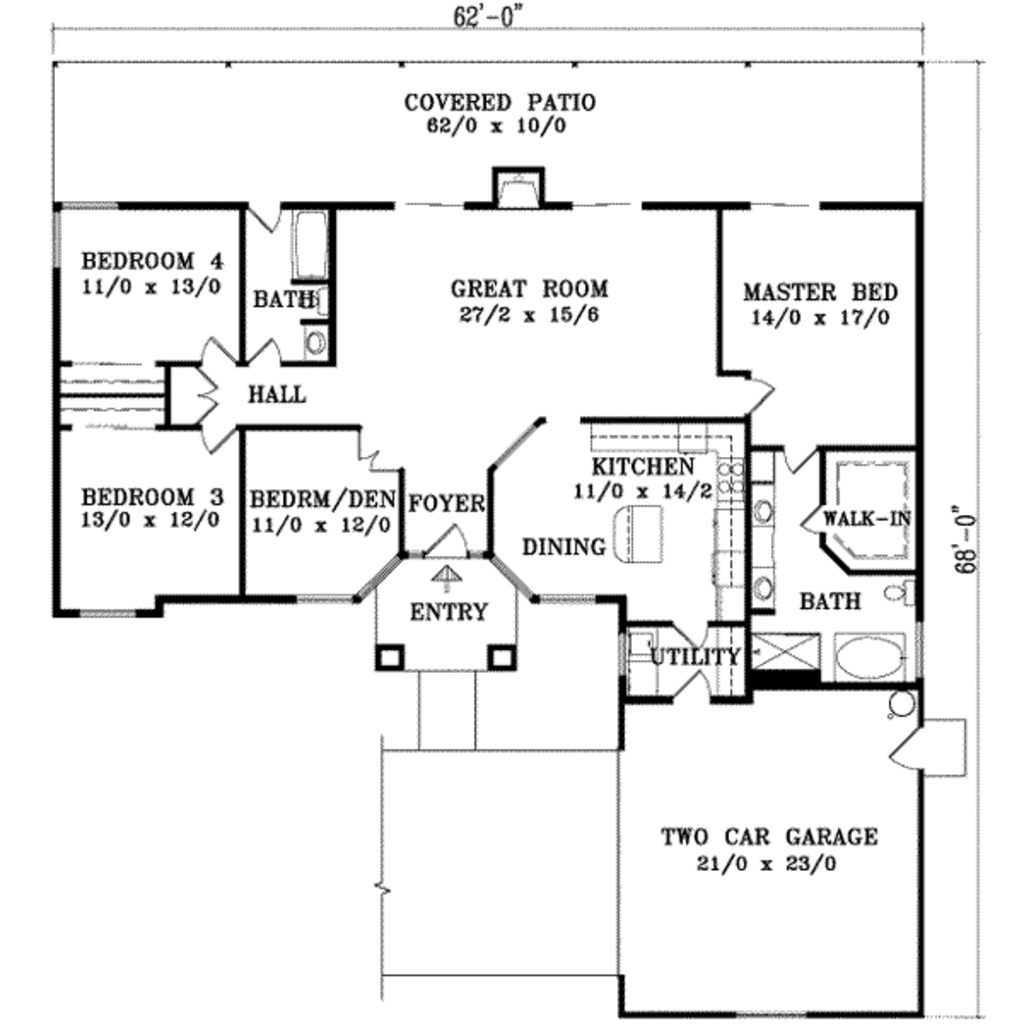 62'-0"
COVERED PATIO
62/0 x 10/0
BEDROOM 4
11/0 x 13/0
BATH
GREAT ROOM
27/2 x 15/6
MASTER BED
14/0 x 17/0
HALL
KITCHEN
11/0 x 14/2
BEDROOM 3
13/0 x 12/0
BEDRM/DEN
11/0 x 12/0
FOYER
DINING
WALK-IN
68'-0"
ENTRY
BATH
UTILITY
TWO CAR GARAGE
21/0 x 23/0